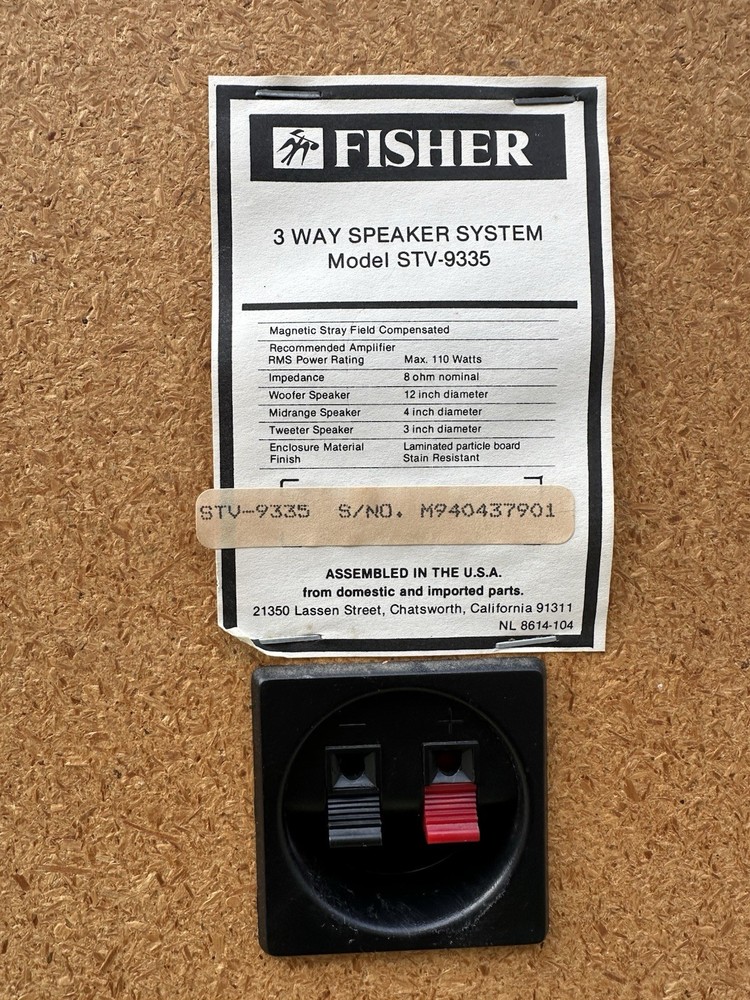 FISHER
3 WAY SPEAKER SYSTEM
Model STV-9335
Magnetic Stray Field Compensated
Recommended Amplifier
RMS Power Rating Max. 110 Watts
Impedance 8 ohm nominal
Woofer Speaker 12 inch diameter
Midrange Speaker 4 inch diameter
Tweeter Speaker 3 inch diameter
Enclosure Material Laminated particle board
Finish Stain Resistant
STV-9335 S/NO. M940437901
ASSEMBLED IN THE U.S.A.
from domestic and imported parts.
21350 Lassen Street, Chatsworth, California 91311
NL 8614-104
− +